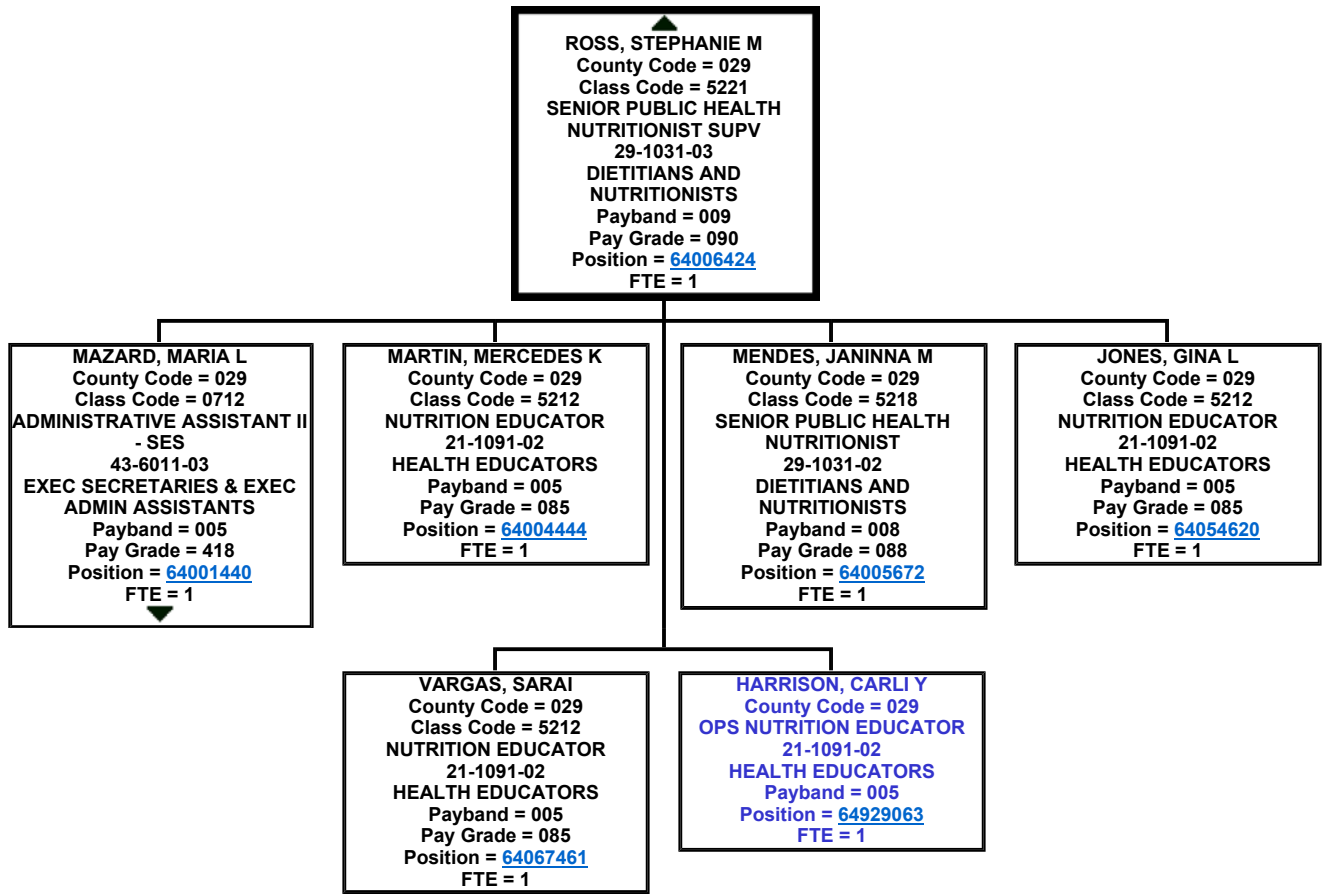 ROSS, STEPHANIE M
County Code = 029
Class Code = 5221
SENIOR PUBLIC HEALTH
NUTRITIONIST SUPV
29-1031-03
DIETITIANS AND
NUTRITIONISTS
Payband = 009
Pay Grade = 090
Position = 64006424
FTE = 1
MAZARD, MARIA L
County Code = 029
Class Code = 0712
ADMINISTRATIVE ASSISTANT II
- SES
43-6011-03
EXEC SECRETARIES & EXEC
ADMIN ASSISTANTS
Payband = 005
Pay Grade = 418
Position = 64001440
FTE = 1
MARTIN, MERCEDES K
County Code = 029
Class Code = 5212
NUTRITION EDUCATOR
21-1091-02
HEALTH EDUCATORS
Payband = 005
Pay Grade = 085
Position = 64004444
FTE = 1
MENDES, JANINNA M
County Code = 029
Class Code = 5218
SENIOR PUBLIC HEALTH
NUTRITIONIST
29-1031-02
DIETITIANS AND
NUTRITIONISTS
Payband = 008
Pay Grade = 088
Position = 64005672
FTE = 1
JONES, GINA L
County Code = 029
Class Code = 5212
NUTRITION EDUCATOR
21-1091-02
HEALTH EDUCATORS
Payband = 005
Pay Grade = 085
Position = 64054620
FTE = 1
VARGAS, SARAI
County Code = 029
Class Code = 5212
NUTRITION EDUCATOR
21-1091-02
HEALTH EDUCATORS
Payband = 005
Pay Grade = 085
Position = 64067461
FTE = 1
HARRISON, CARLI Y
County Code = 029
OPS NUTRITION EDUCATOR
21-1091-02
HEALTH EDUCATORS
Payband = 005
Position = 64929063
FTE = 1